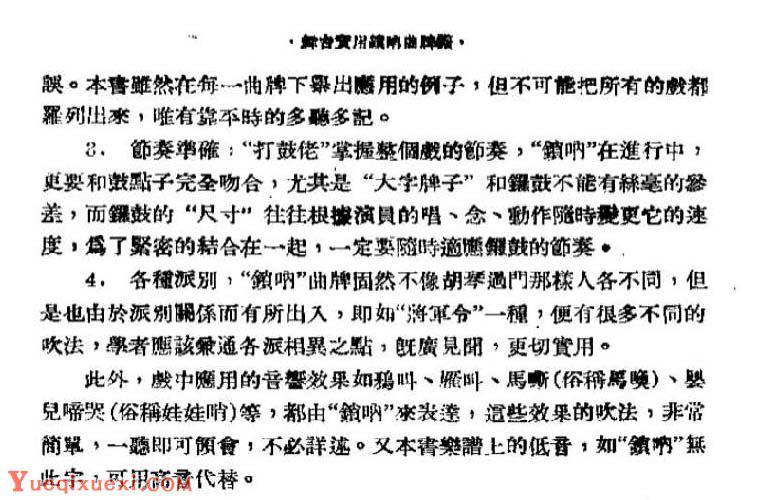 ·舞台實用鎖吶曲牌譜·
誤。本書雖然在每一曲牌下舉出應用的例子,但不可能把所有的戲都
羅列出來,唯有靠平時的多聽多記。
3. 節奏準確:“打鼓佬”掌握整個戲的節奏,“鎖吶”在進行中,
更要和鼓點子完全吻合,尤其是“大字牌子”和鑼鼓不能有絲毫的參
差,而鑼鼓的“尺寸”往往根據演員的唱、念、動作隨時變更它的速
度,爲了緊密的結合在一起,一定要隨時適應鑼鼓的節奏。
4. 各種派別,“鎖吶”曲牌固然不像胡琴過門那樣人各不同,但
是也由於派別關係而有所出入,即如“將軍令”一種,便有很多不同的
吹法,學者應該兼通各派相異之點,旣廣見聞,更切實用。
此外,戲中應用的音響效果如鴉叫、雁叫、馬嘶(俗稱馬嘆)、嬰
兒啼哭(俗稱娃娃哨)等,都由“鎖吶”來表達,這些效果的吹法,非常
簡單,一聽即可領會,不必詳述。又本書樂譜上的低音,如“鎖吶”無
此字,可用高音代替。
Yueqixuexi.com